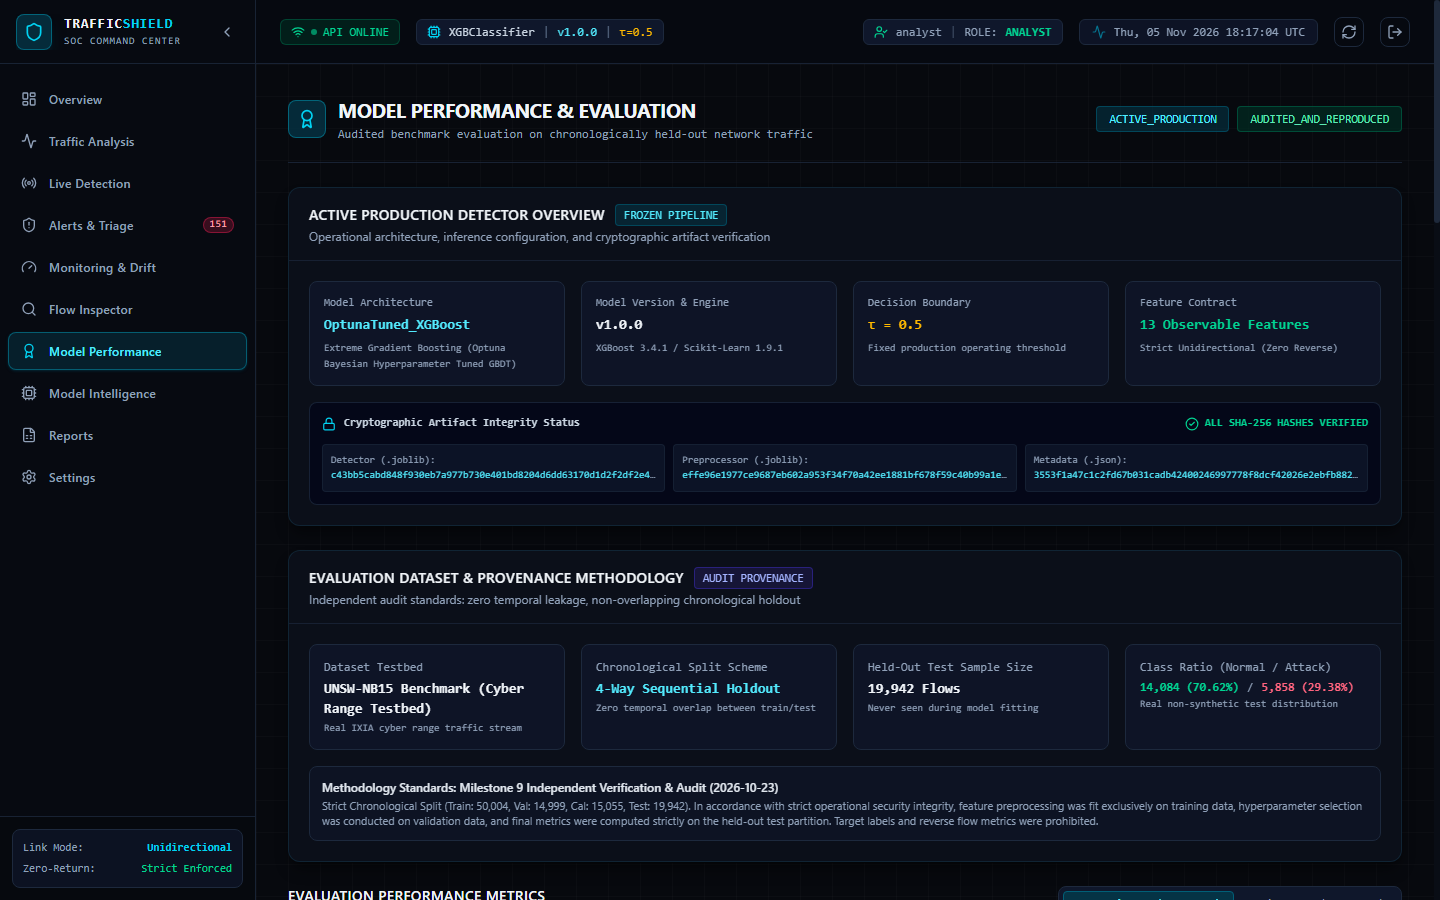 TRAFFICSHIELD
SOC COMMAND CENTER
API ONLINE
XGBClassifier | v1.0.0 | τ=0.5
analyst | ROLE: ANALYST
Thu, 05 Nov 2026 18:17:04 UTC
Overview
Traffic Analysis
Live Detection
Alerts & Triage
151
Monitoring & Drift
Flow Inspector
Model Performance
Model Intelligence
Reports
Settings
Link Mode: Unidirectional
Zero-Return: Strict Enforced
MODEL PERFORMANCE & EVALUATION
Audited benchmark evaluation on chronologically held-out network traffic
ACTIVE_PRODUCTION
AUDITED_AND_REPRODUCED
ACTIVE PRODUCTION DETECTOR OVERVIEW
FROZEN PIPELINE
Operational architecture, inference configuration, and cryptographic artifact verification
Model Architecture
OptunaTuned_XGBoost
Extreme Gradient Boosting (Optuna
Bayesian Hyperparameter Tuned GBDT)
Model Version & Engine
v1.0.0
XGBoost 3.4.1 / Scikit-Learn 1.9.1
Decision Boundary
τ = 0.5
Fixed production operating threshold
Feature Contract
13 Observable Features
Strict Unidirectional (Zero Reverse)
Cryptographic Artifact Integrity Status
ALL SHA-256 HASHES VERIFIED
Detector (.joblib):
c43bb5cabd848f930eb7a977b730e401bd8204d6dd63170d1d2f2df2e4…
Preprocessor (.joblib):
effe96e1977ce9687eb602a953f34f70a42ee1881bf678f59c40b99a1e…
Metadata (.json):
3553f1a47c1c2fd67b031cadb42400246997778f8dcf42026e2ebfb882…
EVALUATION DATASET & PROVENANCE METHODOLOGY
AUDIT PROVENANCE
Independent audit standards: zero temporal leakage, non-overlapping chronological holdout
Dataset Testbed
UNSW-NB15 Benchmark (Cyber
Range Testbed)
Real IXIA cyber range traffic stream
Chronological Split Scheme
4-Way Sequential Holdout
Zero temporal overlap between train/test
Held-Out Test Sample Size
19,942 Flows
Never seen during model fitting
Class Ratio (Normal / Attack)
14,084 (70.62%) / 5,858 (29.38%)
Real non-synthetic test distribution
Methodology Standards: Milestone 9 Independent Verification & Audit (2026-10-23)
Strict Chronological Split (Train: 50,004, Val: 14,999, Cal: 15,055, Test: 19,942). In accordance with strict operational security integrity, feature preprocessing was fit exclusively on training data, hyperparameter selection
was conducted on validation data, and final metrics were computed strictly on the held-out test partition. Target labels and reverse flow metrics were prohibited.
EVALUATION PERFORMANCE METRICS